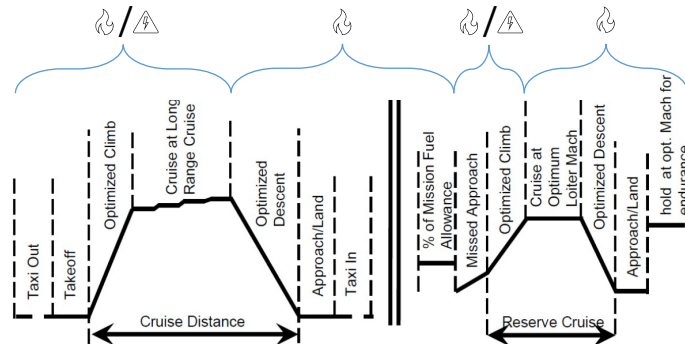 Taxi Out
Takeoff
Optimized Climb
Cruise at Long
Range Cruise
Optimized
Descent
Approach/Land
Taxi In
Cruise Distance
% of Mission Fuel
Allowance
Missed Approach
Optimized Climb
Cruise at
Optimum
Loiter Mach
Optimized Descent
Approach/Land
hold at opt. Mach for
endurance
Reserve Cruise